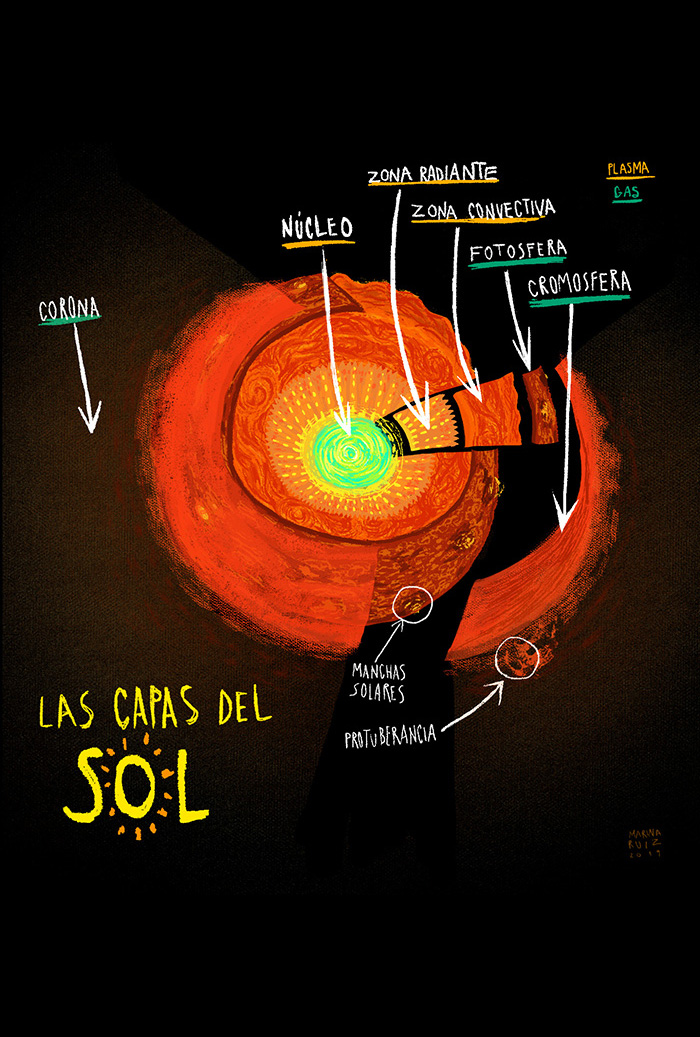 ZONA RADIANTE
PLASMA
GAS
ZONA CONVECTIVA
NÚCLEO
FOTOSFERA
CROMOSFERA
CORONA
MANCHAS
SOLARES
PROTUBERANCIA
LAS CAPAS DEL
SOL
MARINA
RUIZ
2019